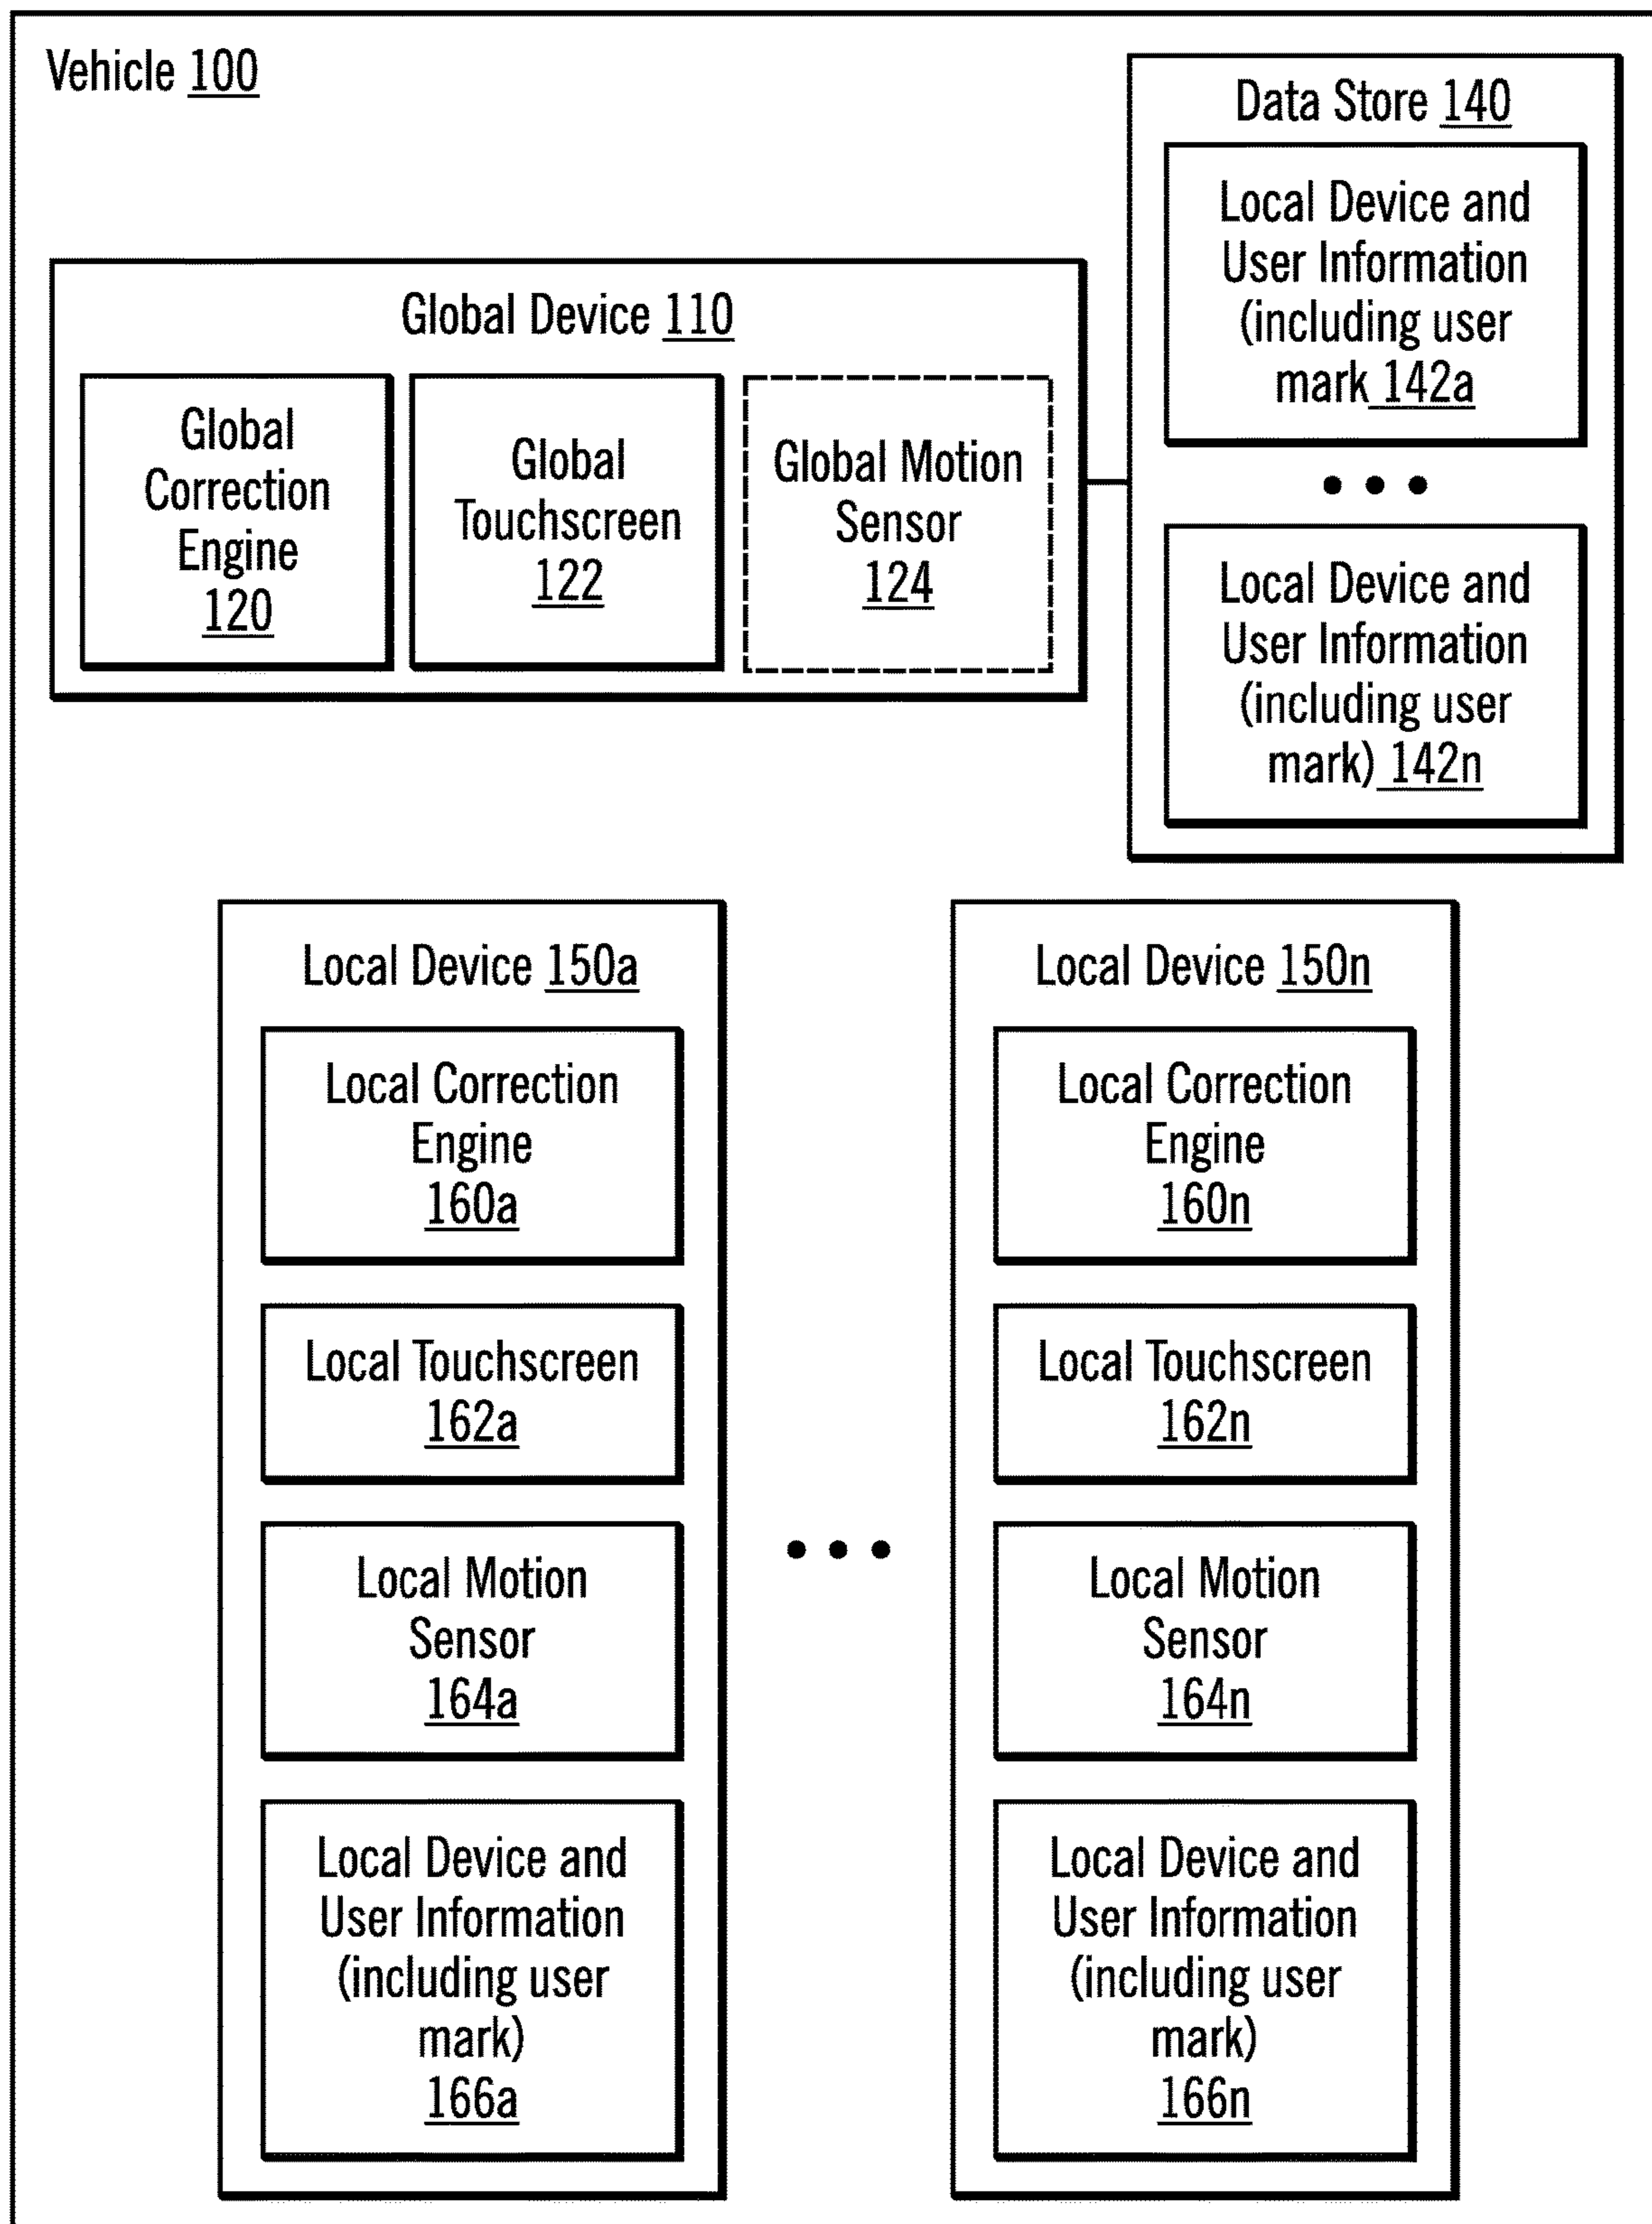 Vehicle 100
Data Store 140
Local Device and
User Information
(including user
mark 142a
Local Device and
User Information
(including user
mark) 142n
Global Device 110
Global
Correction
Engine
120
Global
Touchscreen
122
Global Motion
Sensor
124
Local Device 150a
Local Correction
Engine
160a
Local Touchscreen
162a
Local Motion
Sensor
164a
Local Device and
User Information
(including user
mark)
166a
Local Device 150n
Local Correction
Engine
160n
Local Touchscreen
162n
Local Motion
Sensor
164n
Local Device and
User Information
(including user
mark)
166n